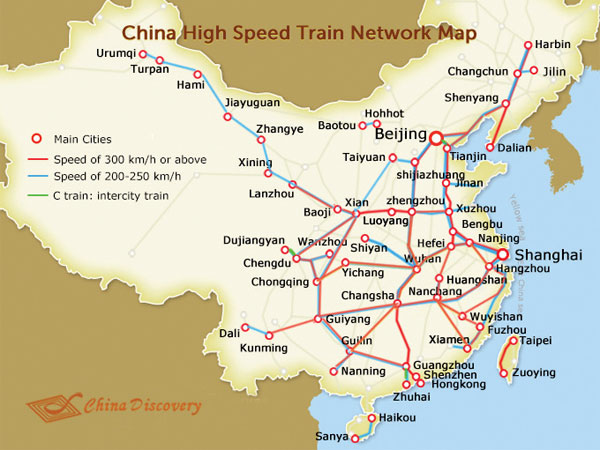 China High Speed Train Network Map
Harbin
Urumqi
Turpan
Changchun
Jilin
Hami
Shenyang
Jiayuguan
Hohhot
Baotou
Beijing
Zhangye
Main Cities
Dalian
Taiyuan
Tianjin
Speed of 300 km/h or above
Xining
shijiazhuang
Speed of 200-250 km/h
Jinan
Lanzhou
C train: intercity train
Xian
zhengzhou
Xuzhou
Baoji
Luoyang
Yellow sea
Bengbu
Dujiangyan
Wanzhou
Shiyan
Hefei
Nanjing
Shanghai
Chengdu
Wuhan
Hangzhou
Yichang
Chongqing
Huangshan
China sea
Changsha
Nanchang
Guiyang
Wuyishan
Dali
Fuzhou
Guilin
Xiamen
Taipei
Kunming
Guangzhou
Nanning
Shenzhen
Zuoying
Hongkong
Zhuhai
China Discovery
Haikou
Sanya